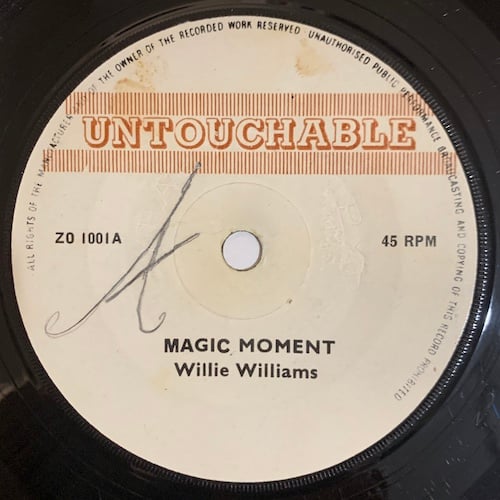 ALL RIGHTS OF THE MANUFACTURER AND OF THE OWNER OF THE RECORDED WORK RESERVED UNAUTHORISED PUBLIC PERFORMANCE BROADCASTING AND COPYING OF THIS RECORD PROHIBITED
UNTOUCHABLE
A
ZO 1001A
45 RPM
MAGIC MOMENT
Willie Williams